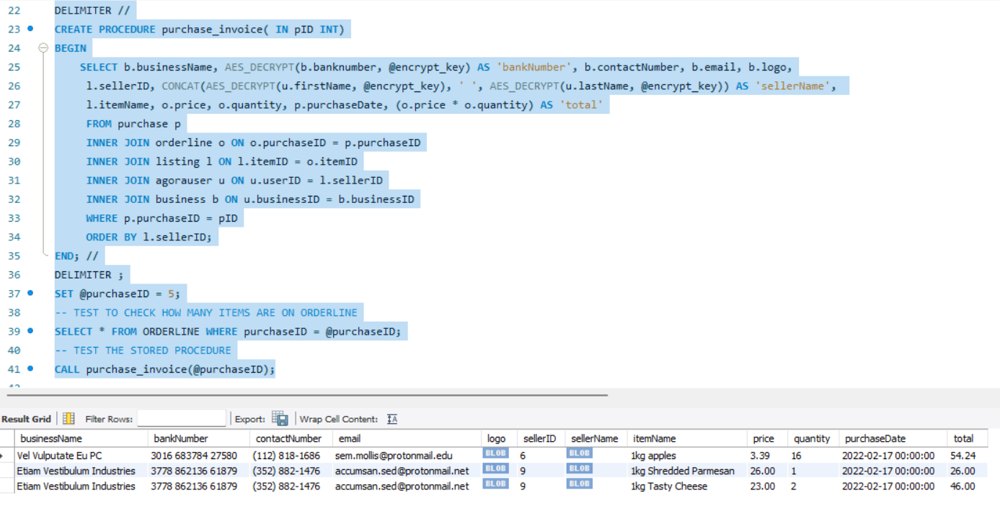 22 DELIMITER //
23 CREATE PROCEDURE purchase_invoice( IN pID INT)
24 BEGIN
25 SELECT b.businessName, AES_DECRYPT(b.banknumber, @encrypt_key) AS 'bankNumber', b.contactNumber, b.email, b.logo,
26 l.sellerID, CONCAT(AES_DECRYPT(u.firstName, @encrypt_key), ' ', AES_DECRYPT(u.lastName, @encrypt_key)) AS 'sellerName',
27 l.itemName, o.price, o.quantity, p.purchaseDate, (o.price * o.quantity) AS 'total'
28 FROM purchase p
29 INNER JOIN orderline o ON o.purchaseID = p.purchaseID
30 INNER JOIN listing l ON l.itemID = o.itemID
31 INNER JOIN agorauser u ON u.userID = l.sellerID
32 INNER JOIN business b ON u.businessID = b.businessID
33 WHERE p.purchaseID = pID
34 ORDER BY l.sellerID;
35 END; //
36 DELIMITER ;
37 SET @purchaseID = 5;
38 -- TEST TO CHECK HOW MANY ITEMS ARE ON ORDERLINE
39 SELECT * FROM ORDERLINE WHERE purchaseID = @purchaseID;
40 -- TEST THE STORED PROCEDURE
41 CALL purchase_invoice(@purchaseID);
Result Grid Filter Rows: Export: Wrap Cell Content: IA
businessName bankNumber contactNumber email logo sellerID sellerName itemName price quantity purchaseDate total
Vel Vulputate Eu PC 3016 683784 27580 (112) 818-1686 sem.mollis@protonmail.edu BLOB 6 BLOB 1kg apples 3.39 16 2022-02-17 00:00:00 54.24
Etiam Vestibulum Industries 3778 862136 61879 (352) 882-1476 accumsan.sed@protonmail.net BLOB 9 BLOB 1kg Shredded Parmesan 26.00 1 2022-02-17 00:00:00 26.00
Etiam Vestibulum Industries 3778 862136 61879 (352) 882-1476 accumsan.sed@protonmail.net BLOB 9 BLOB 1kg Tasty Cheese 23.00 2 2022-02-17 00:00:00 46.00